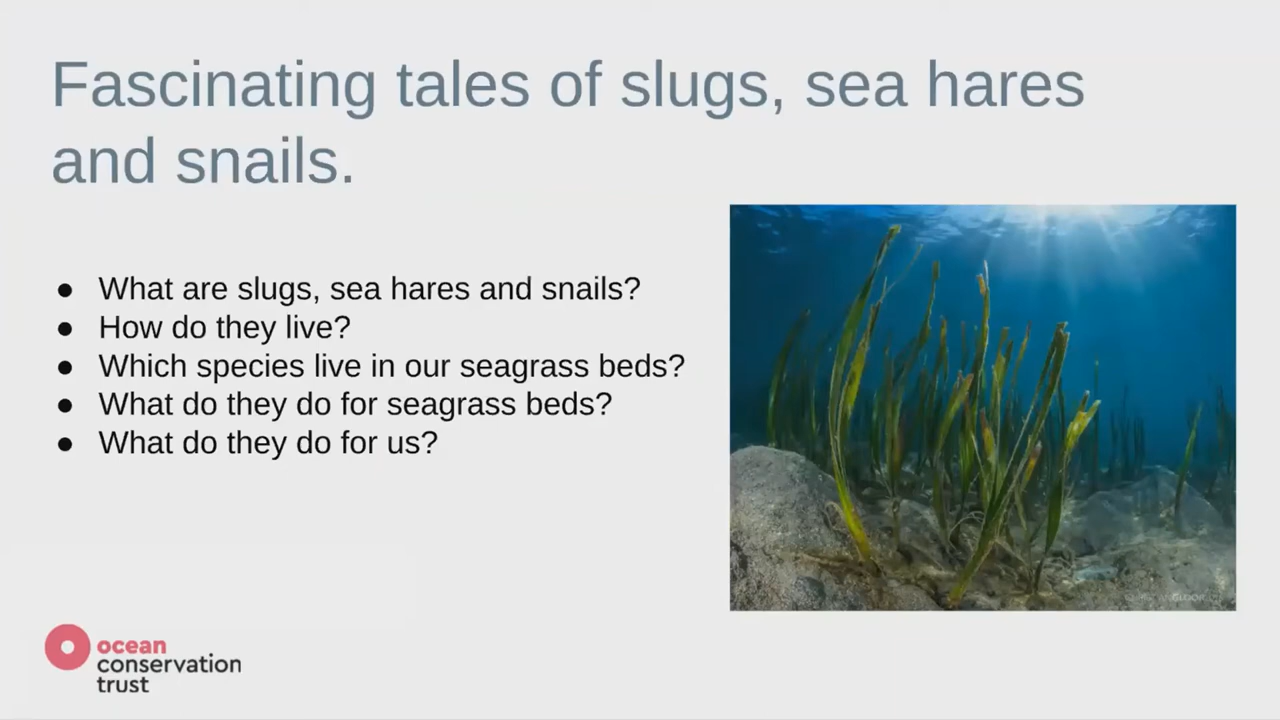 Fascinating tales of slugs, sea hares
and snails.
● What are slugs, sea hares and snails?
● How do they live?
● Which species live in our seagrass beds?
● What do they do for seagrass beds?
● What do they do for us?
ocean
conservation
trust